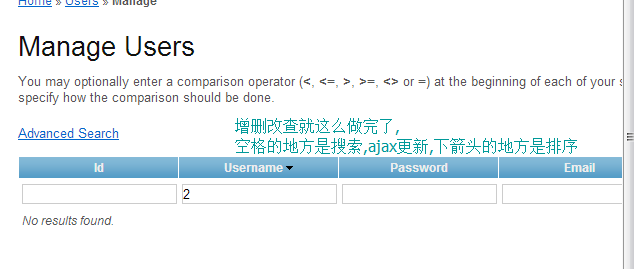 Home » Users » Manage
Manage Users
You may optionally enter a comparison operator (<, <=, >, >=, <> or =) at the beginning of each of your s
specify how the comparison should be done.
增删改查就这么做完了,
Advanced Search
空格的地方是搜索,ajax更新,下箭头的地方是排序
Id Username Password Email
2
No results found.